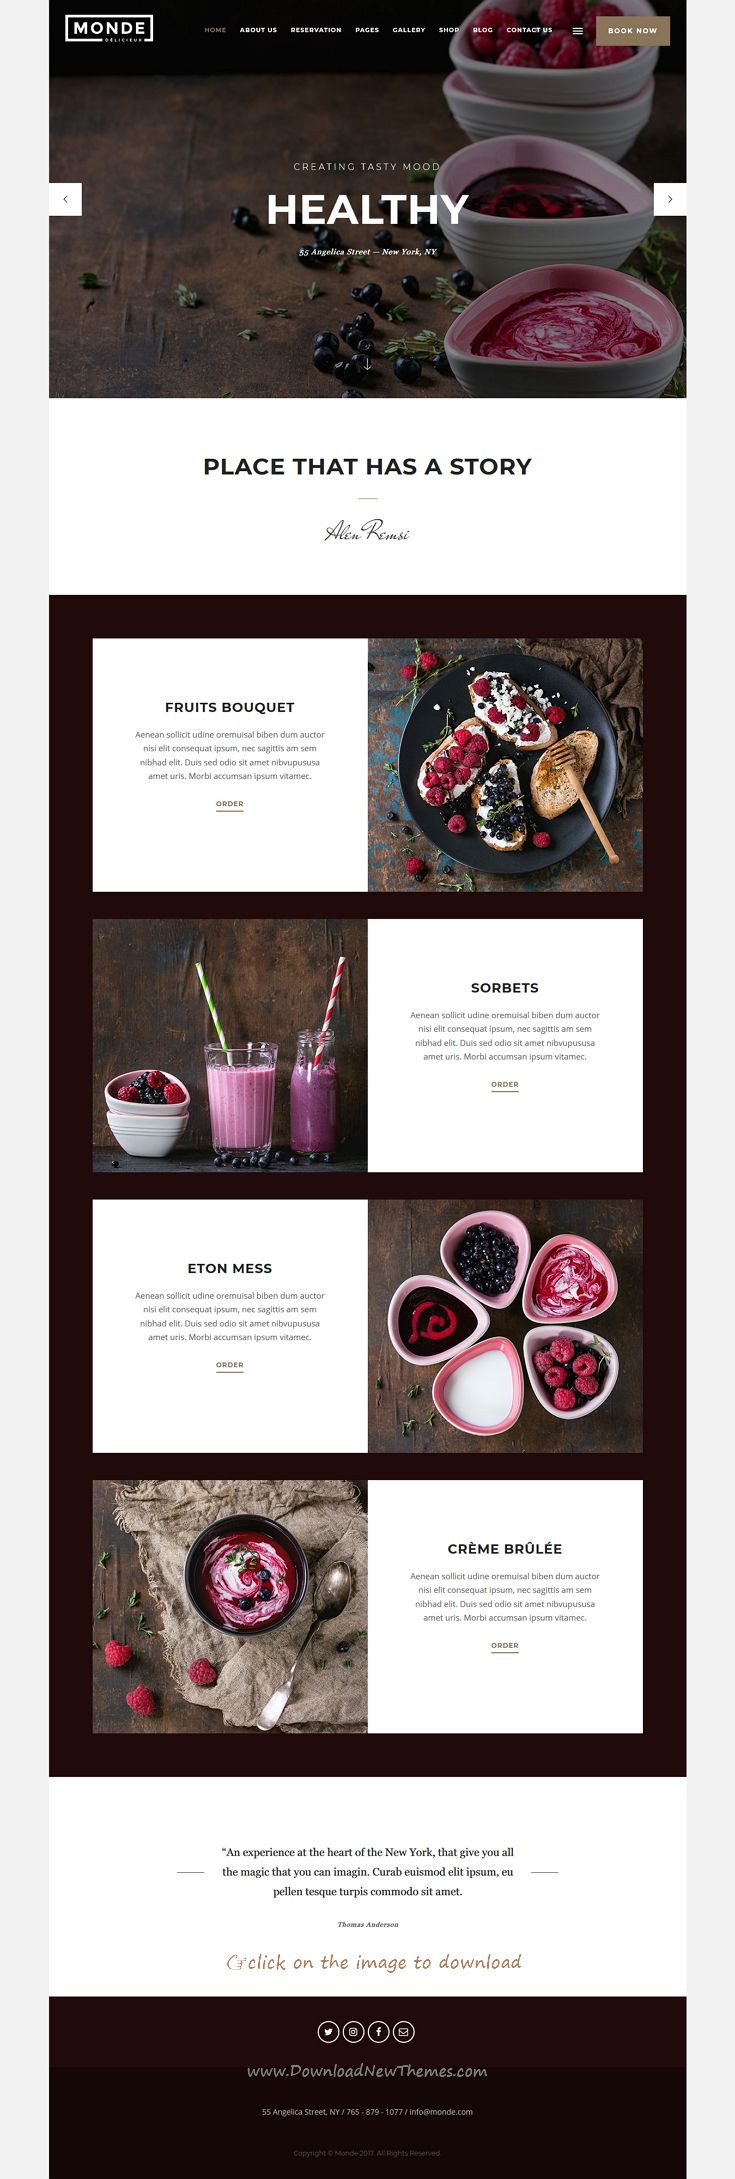 MONDE
DÉLICIEUX
HOME ABOUT US RESERVATION PAGES GALLERY SHOP BLOG CONTACT US
BOOK NOW
CREATING TASTY MOOD
HEALTHY
55 Angelica Street — New York, NY
PLACE THAT HAS A STORY
Alen Remsi
FRUITS BOUQUET
Aenean sollicit udine oremuisal biben dum auctor
nisi elit consequat ipsum, nec sagittis am sem
nibhad elit. Duis sed odio sit amet nibvupususa
amet uris. Morbi accumsan ipsum vitamec.
ORDER
SORBETS
Aenean sollicit udine oremuisal biben dum auctor
nisi elit consequat ipsum, nec sagittis am sem
nibhad elit. Duis sed odio sit amet nibvupususa
amet uris. Morbi accumsan ipsum vitamec.
ORDER
ETON MESS
Aenean sollicit udine oremuisal biben dum auctor
nisi elit consequat ipsum, nec sagittis am sem
nibhad elit. Duis sed odio sit amet nibvupususa
amet uris. Morbi accumsan ipsum vitamec.
ORDER
CRÈME BRÛLÉE
Aenean sollicit udine oremuisal biben dum auctor
nisi elit consequat ipsum, nec sagittis am sem
nibhad elit. Duis sed odio sit amet nibvupususa
amet uris. Morbi accumsan ipsum vitamec.
ORDER
“An experience at the heart of the New York, that give you all
the magic that you can imagin. Curab euismod elit ipsum, eu
pellen tesque turpis commodo sit amet.
Thomas Anderson
click on the image to download
www.DownloadNewThemes.com
55 Angelica Street, NY / 765 - 879 - 1077 / info@monde.com
Copyright © Monde 2017. All Rights Reserved.